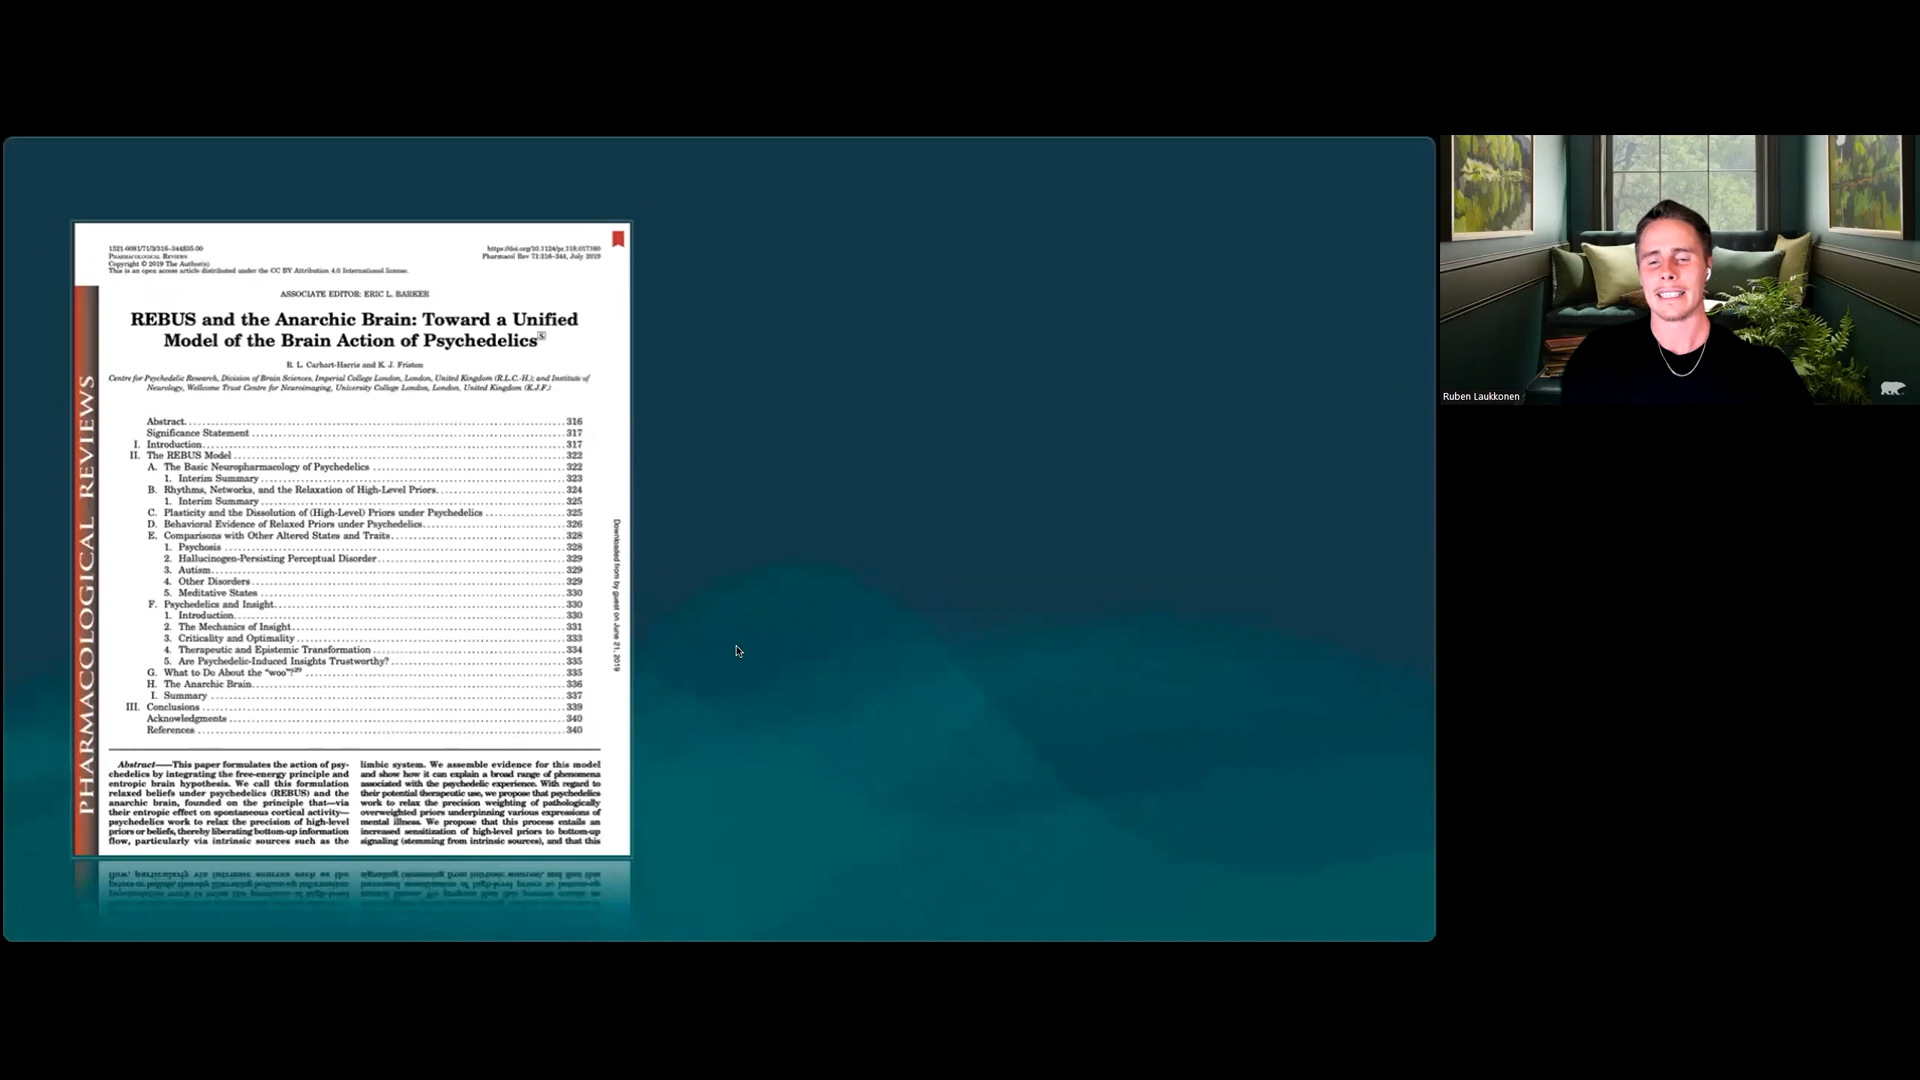 1521-0081/71/3/316–344$35.00
PHARMACOLOGICAL REVIEWS
Copyright © 2019 The Author(s)
This is an open access article distributed under the CC BY Attribution 4.0 International license.
https://doi.org/10.1124/pr.118.017160
Pharmacol Rev 71:316–344, July 2019
ASSOCIATE EDITOR: ERIC L. BARKER
REBUS and the Anarchic Brain: Toward a Unified
Model of the Brain Action of Psychedelics
R. L. Carhart-Harris and K. J. Friston
Centre for Psychedelic Research, Division of Brain Sciences, Imperial College London, London, United Kingdom (R.L.C.-H.); and Institute of
Neurology, Wellcome Trust Centre for Neuroimaging, University College London, London, United Kingdom (K.J.F.)
Abstract. 316
Significance Statement 317
I. Introduction. 317
II. The REBUS Model 322
A. The Basic Neuropharmacology of Psychedelics 322
1. Interim Summary 323
B. Rhythms, Networks, and the Relaxation of High-Level Priors. 324
1. Interim Summary 325
C. Plasticity and the Dissolution of (High-Level) Priors under Psychedelics 325
D. Behavioral Evidence of Relaxed Priors under Psychedelics. 326
E. Comparisons with Other Altered States and Traits. 328
1. Psychosis 328
2. Hallucinogen-Persisting Perceptual Disorder 329
3. Autism 329
4. Other Disorders 329
5. Meditative States 330
F. Psychedelics and Insight. 330
1. Introduction. 330
2. The Mechanics of Insight. 331
3. Criticality and Optimality 333
4. Therapeutic and Epistemic Transformation 334
5. Are Psychedelic-Induced Insights Trustworthy? 335
G. What to Do About the “woo”?29 335
H. The Anarchic Brain. 336
I. Summary 337
III. Conclusions 339
Acknowledgments 340
References 340
Abstract——This paper formulates the action of psy-
chedelics by integrating the free-energy principle and
entropic brain hypothesis. We call this formulation
relaxed beliefs under psychedelics (REBUS) and the
anarchic brain, founded on the principle that—via
their entropic effect on spontaneous cortical activity—
psychedelics work to relax the precision of high-level
priors or beliefs, thereby liberating bottom-up information
flow, particularly via intrinsic sources such as the
limbic system. We assemble evidence for this model
and show how it can explain a broad range of phenomena
associated with the psychedelic experience. With regard to
their potential therapeutic use, we propose that psychedelics
work to relax the precision weighting of pathologically
overweighted priors underpinning various expressions of
mental illness. We propose that this process entails an
increased sensitization of high-level priors to bottom-up
signaling (stemming from intrinsic sources), and that this
PHARMACOLOGICAL REVIEWS
Downloaded from by guest on June 21, 2019
Ruben Laukkonen